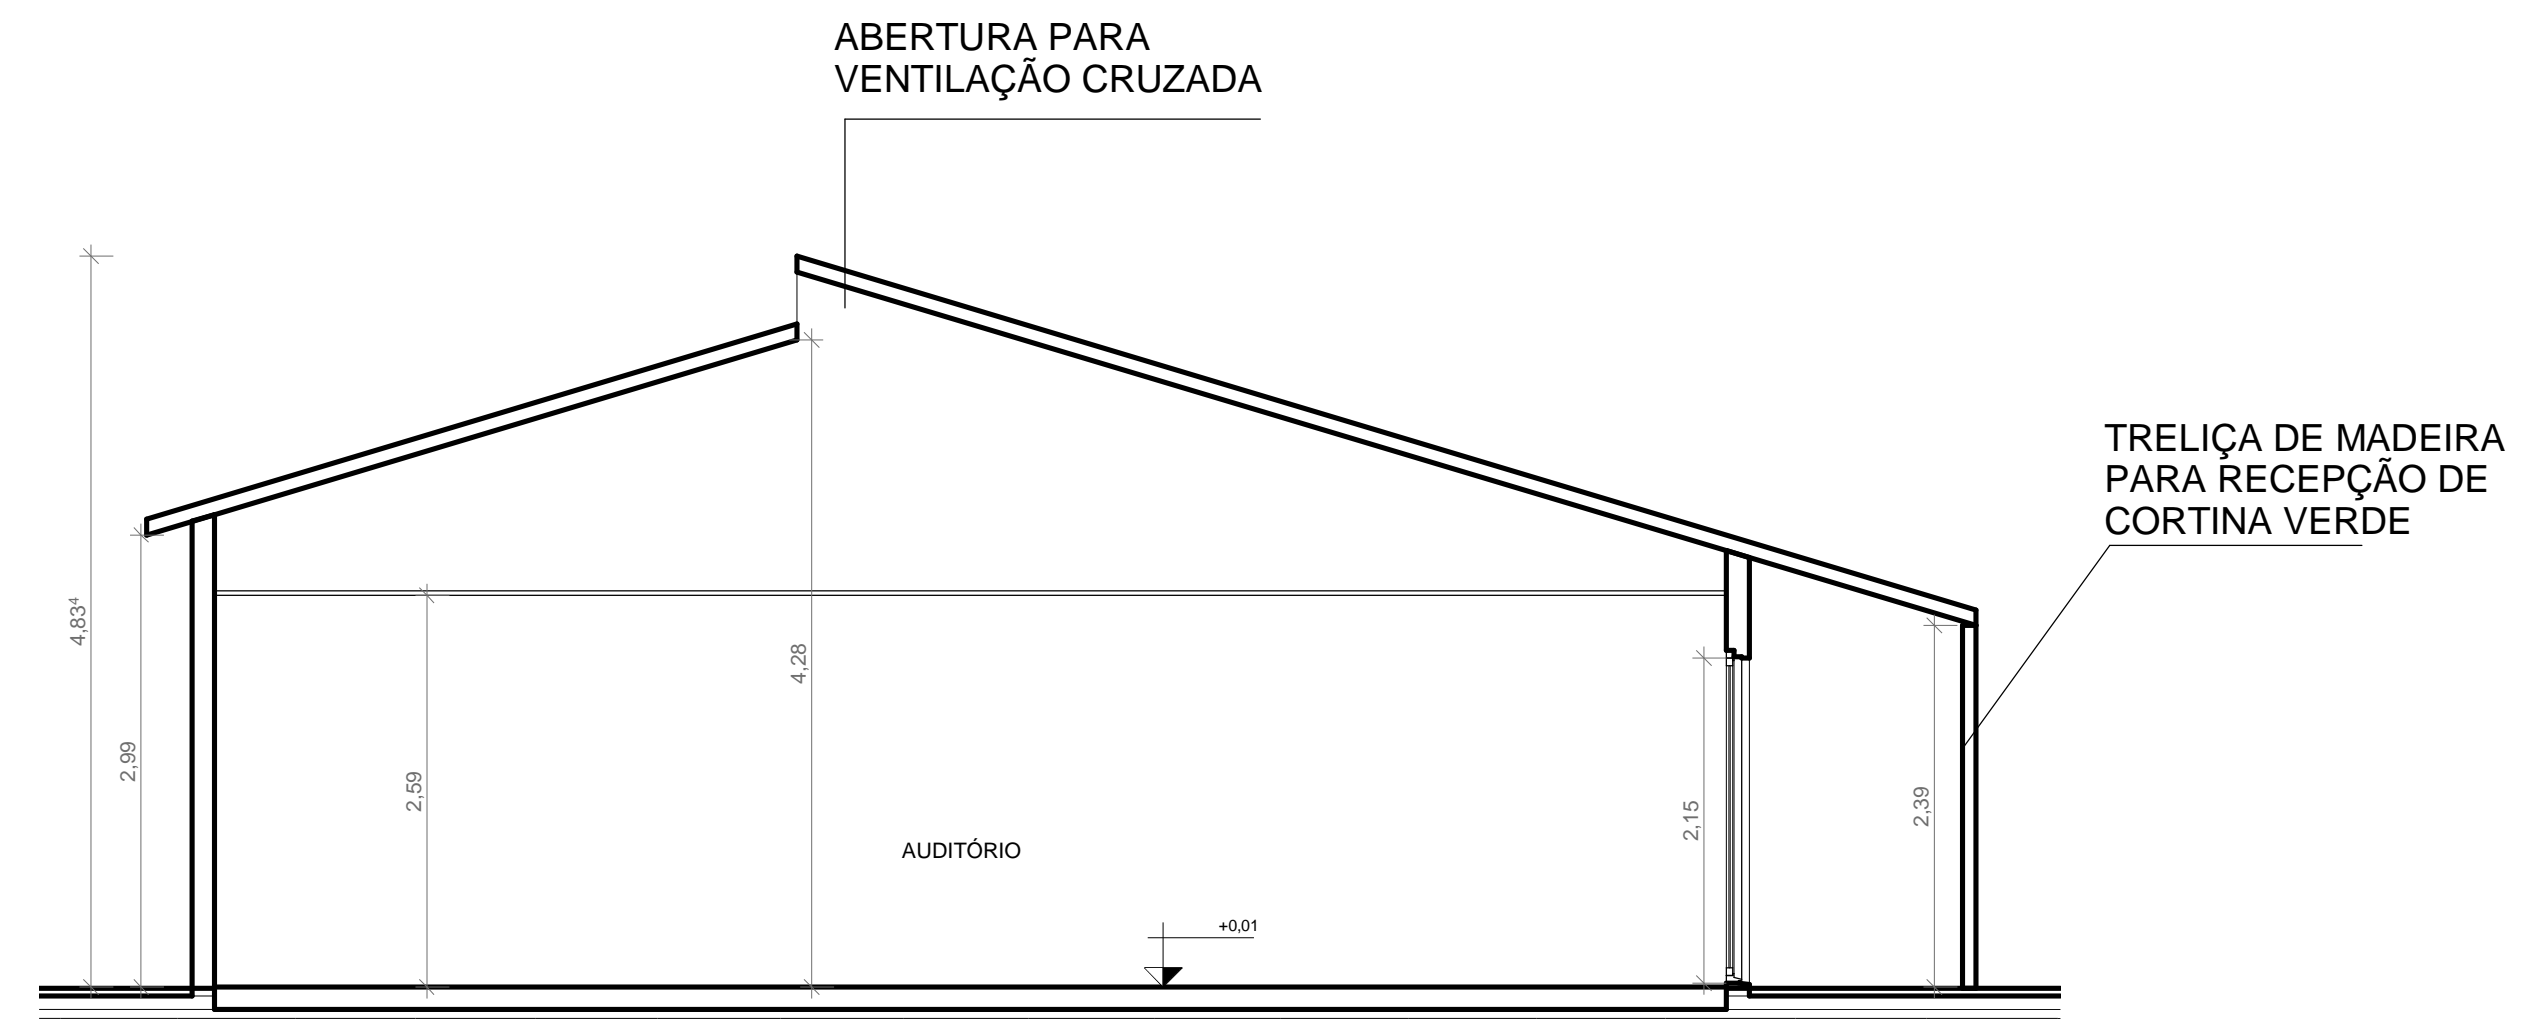 ABERTURA PARA
VENTILAÇÃO CRUZADA
TRELIÇA DE MADEIRA
PARA RECEPÇÃO DE
CORTINA VERDE
4,83⁴
2,99
2,59
4,28
2,15
2,39
AUDITÓRIO
+0,01